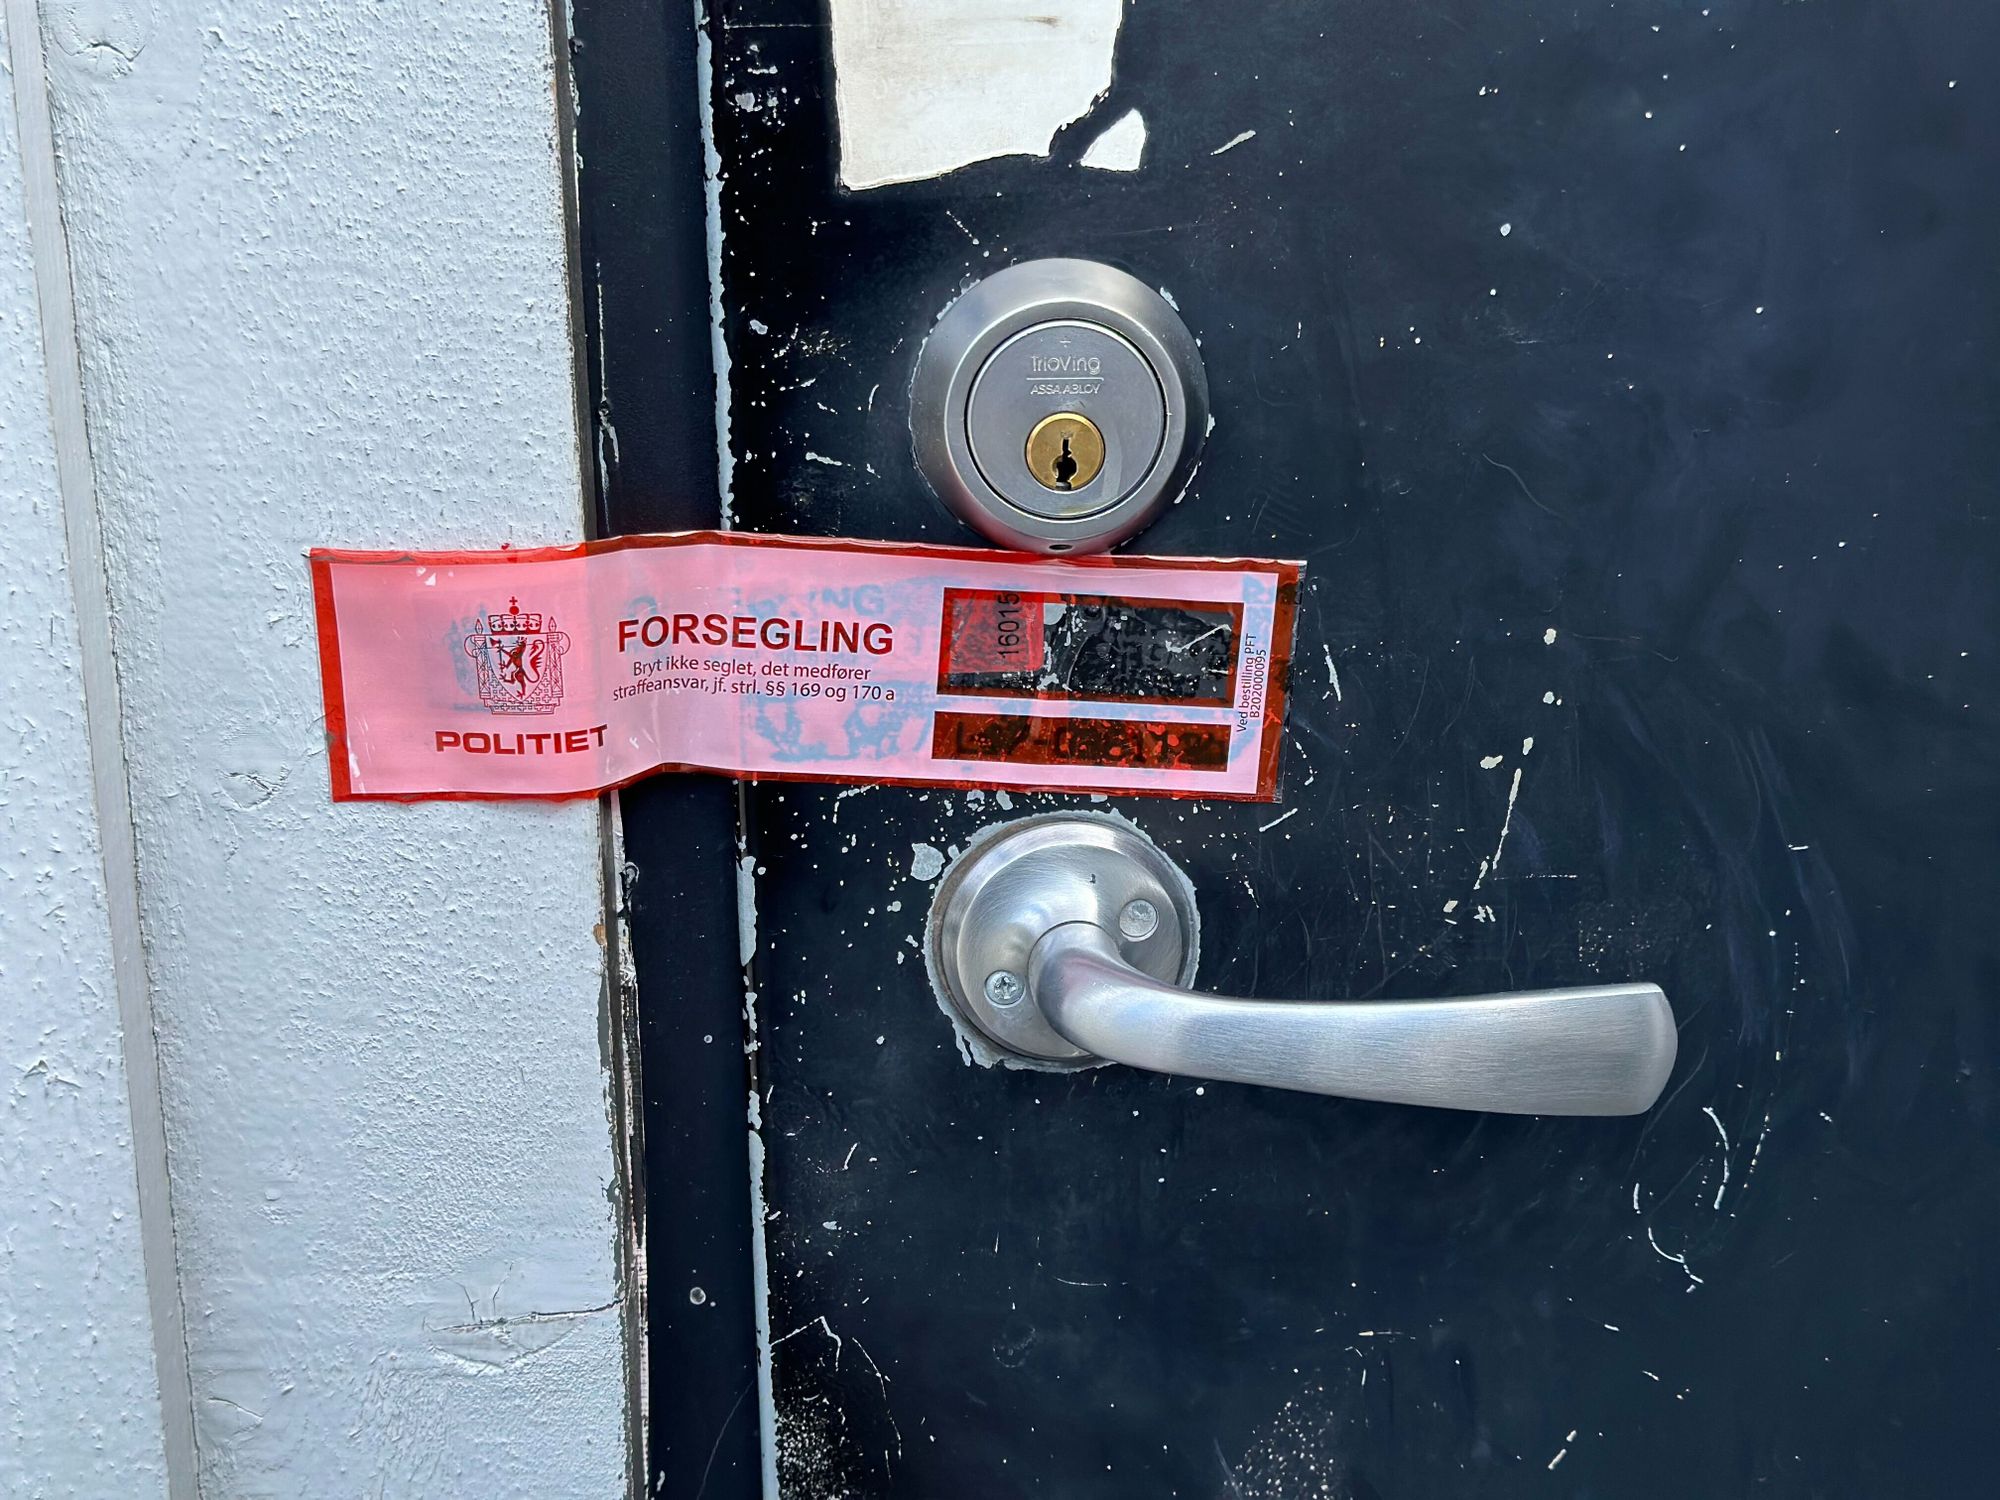 TrioVing
ASSA ABLOY
FORSEGLING
Bryt ikke seglet, det medfører
straffeansvar, jf. strl. §§ 169 og 170 a
POLITIET
16015
Ved bestilling PFT
B202000095